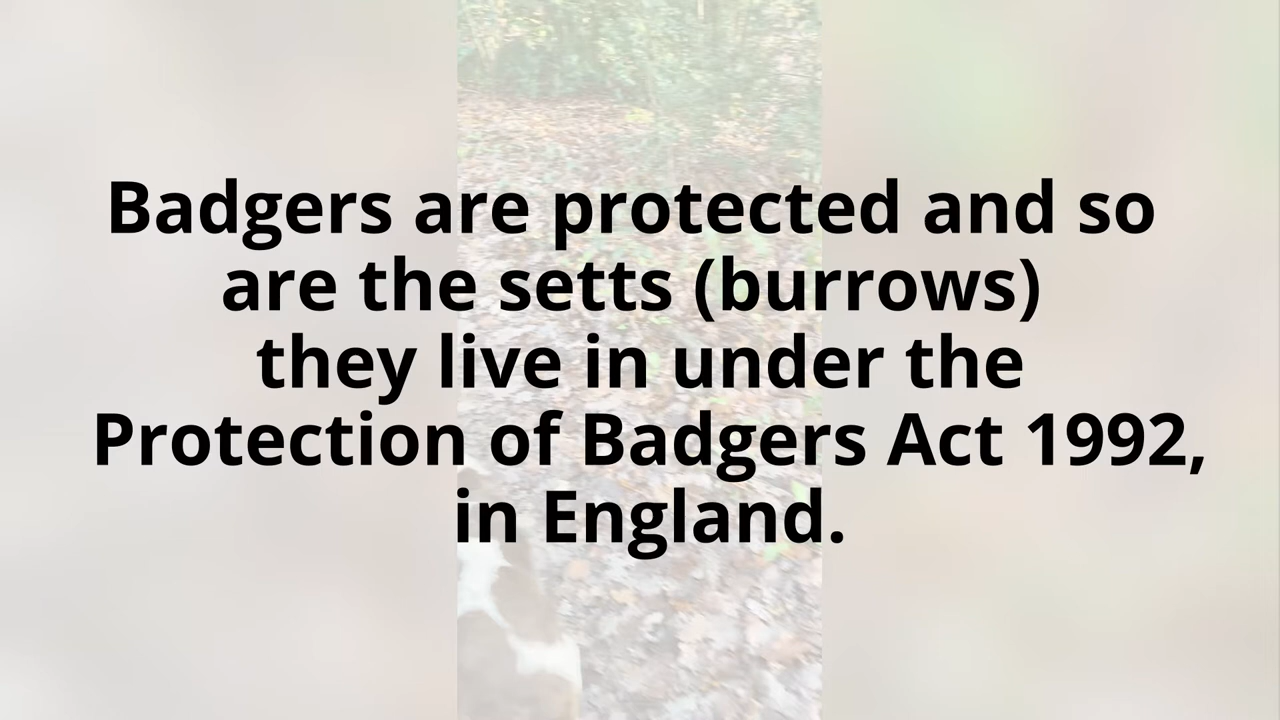 Badgers are protected and so
are the setts (burrows)
they live in under the
Protection of Badgers Act 1992,
in England.